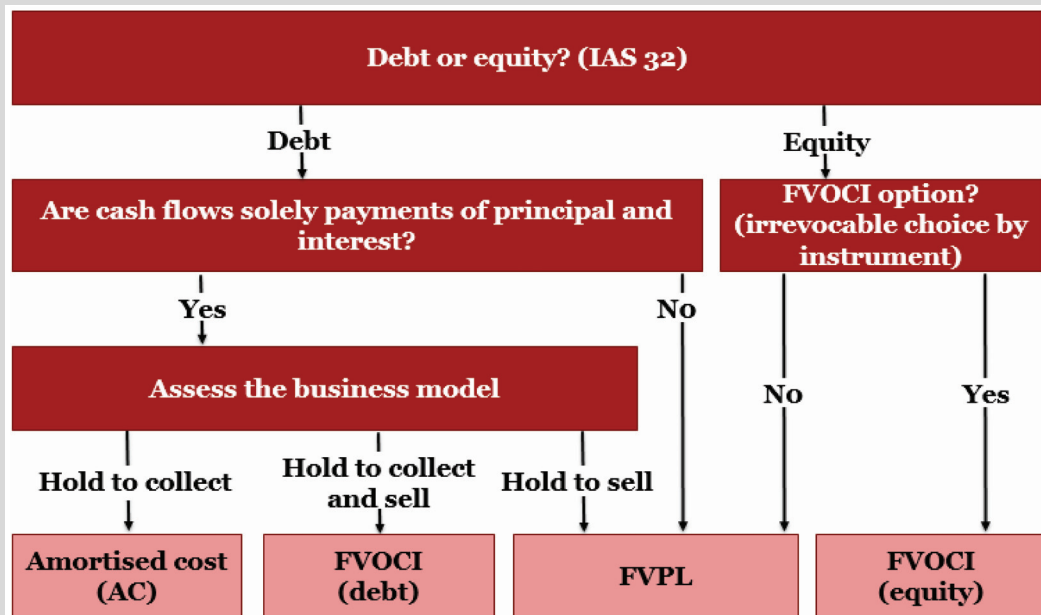 Debt or equity? (IAS 32)
Debt
Equity
Are cash flows solely payments of principal and
interest?
FVOCI option?
(irrevocable choice by
instrument)
Yes
No
No
Yes
Assess the business model
Hold to collect
Hold to collect
and sell
Hold to sell
Amortised cost
(AC)
FVOCI
(debt)
FVPL
FVOCI
(equity)